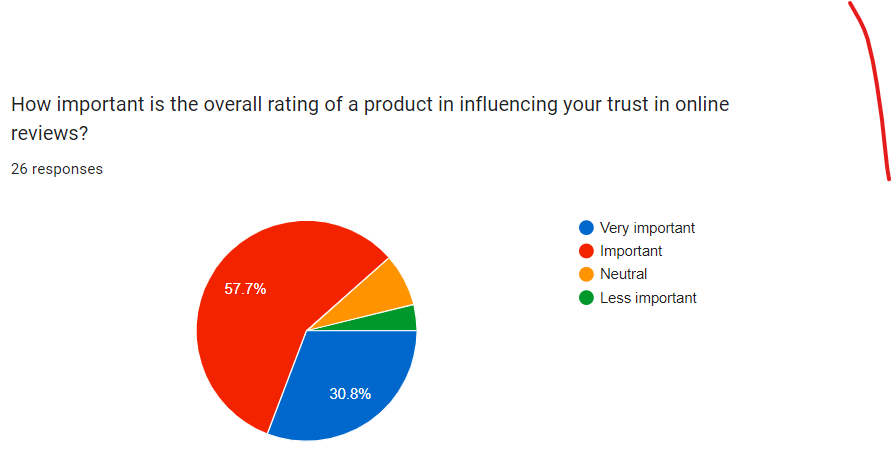 How important is the overall rating of a product in influencing your trust in online
reviews?
26 responses
Very important
Important
Neutral
Less important
57.7%
30.8%